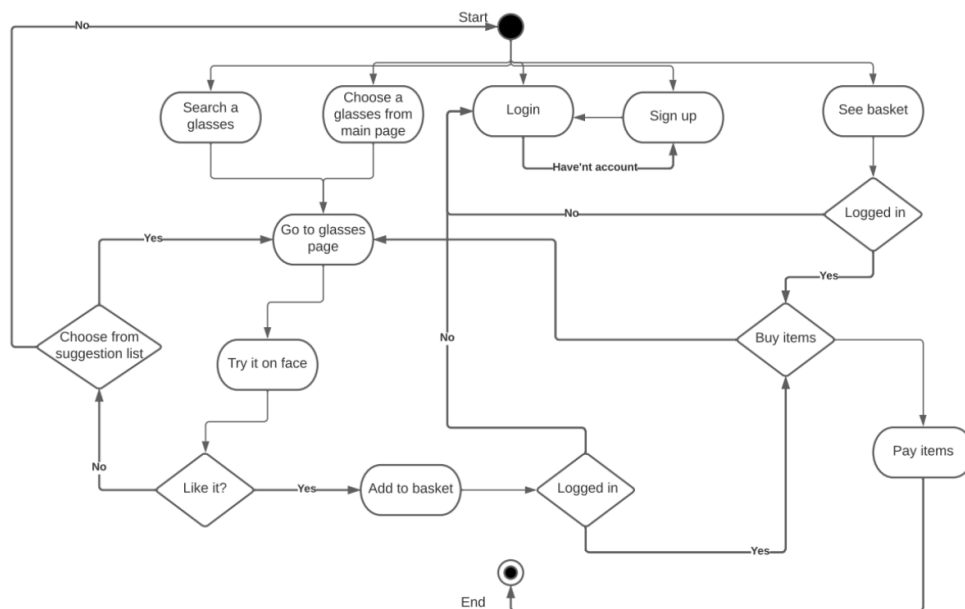 Start
No
Search a
glasses
Choose a
glasses from
main page
Login
Sign up
See basket
Have'nt account
Logged in
No
Yes
Go to glasses
page
Yes
Choose from
suggestion list
No
Buy items
Try it on face
Pay items
No
Like it?
Yes
Add to basket
Logged in
Yes
End